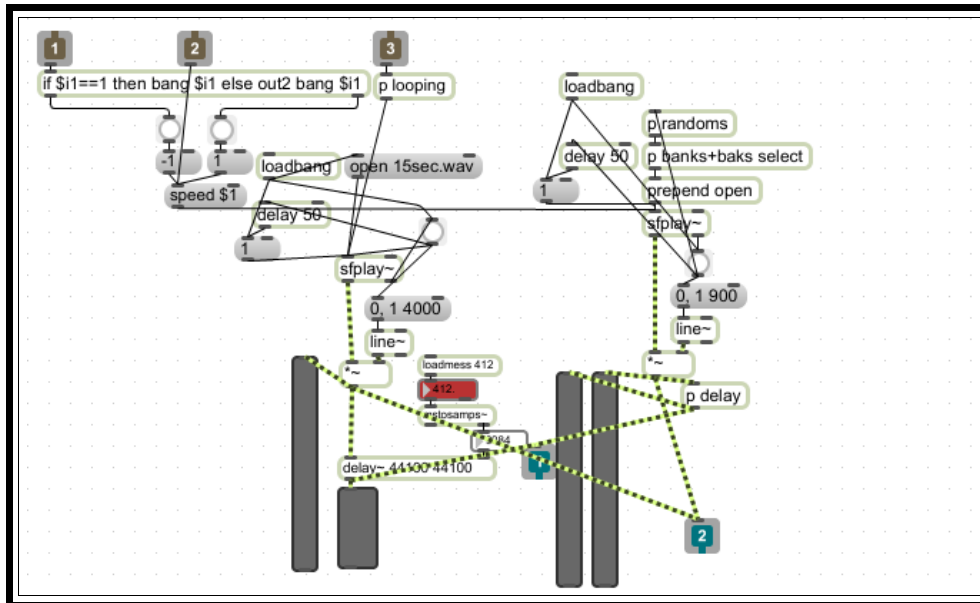 1
2
3
if $i1==1 then bang $i1 else out2 bang $i1
p looping
loadbang
p randoms
-1
1
loadbang
open 15sec.wav
delay 50
p banks+baks select
speed $1
1
prepend open
delay 50
sfplay~
1
sfplay~
0, 1 4000
0, 1 900
line~
line~
*~
loadmess 412
*~
412.
p delay
delay~ 44100 44100
1
2